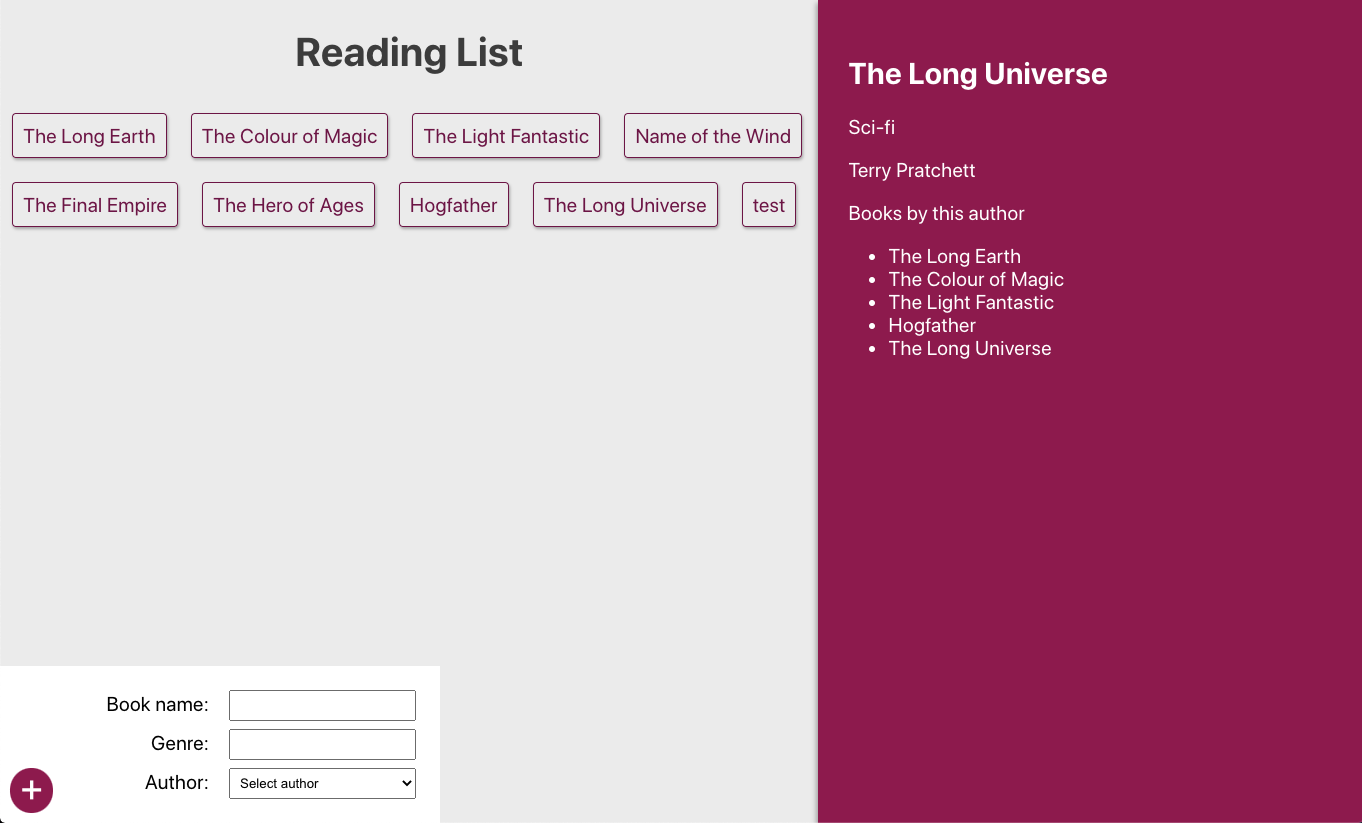 Reading List
The Long Earth
The Colour of Magic
The Light Fantastic
Name of the Wind
The Final Empire
The Hero of Ages
Hogfather
The Long Universe
test
Book name:
Genre:
Author:
Select author
+
The Long Universe
Sci-fi
Terry Pratchett
Books by this author
The Long Earth
The Colour of Magic
The Light Fantastic
Hogfather
The Long Universe